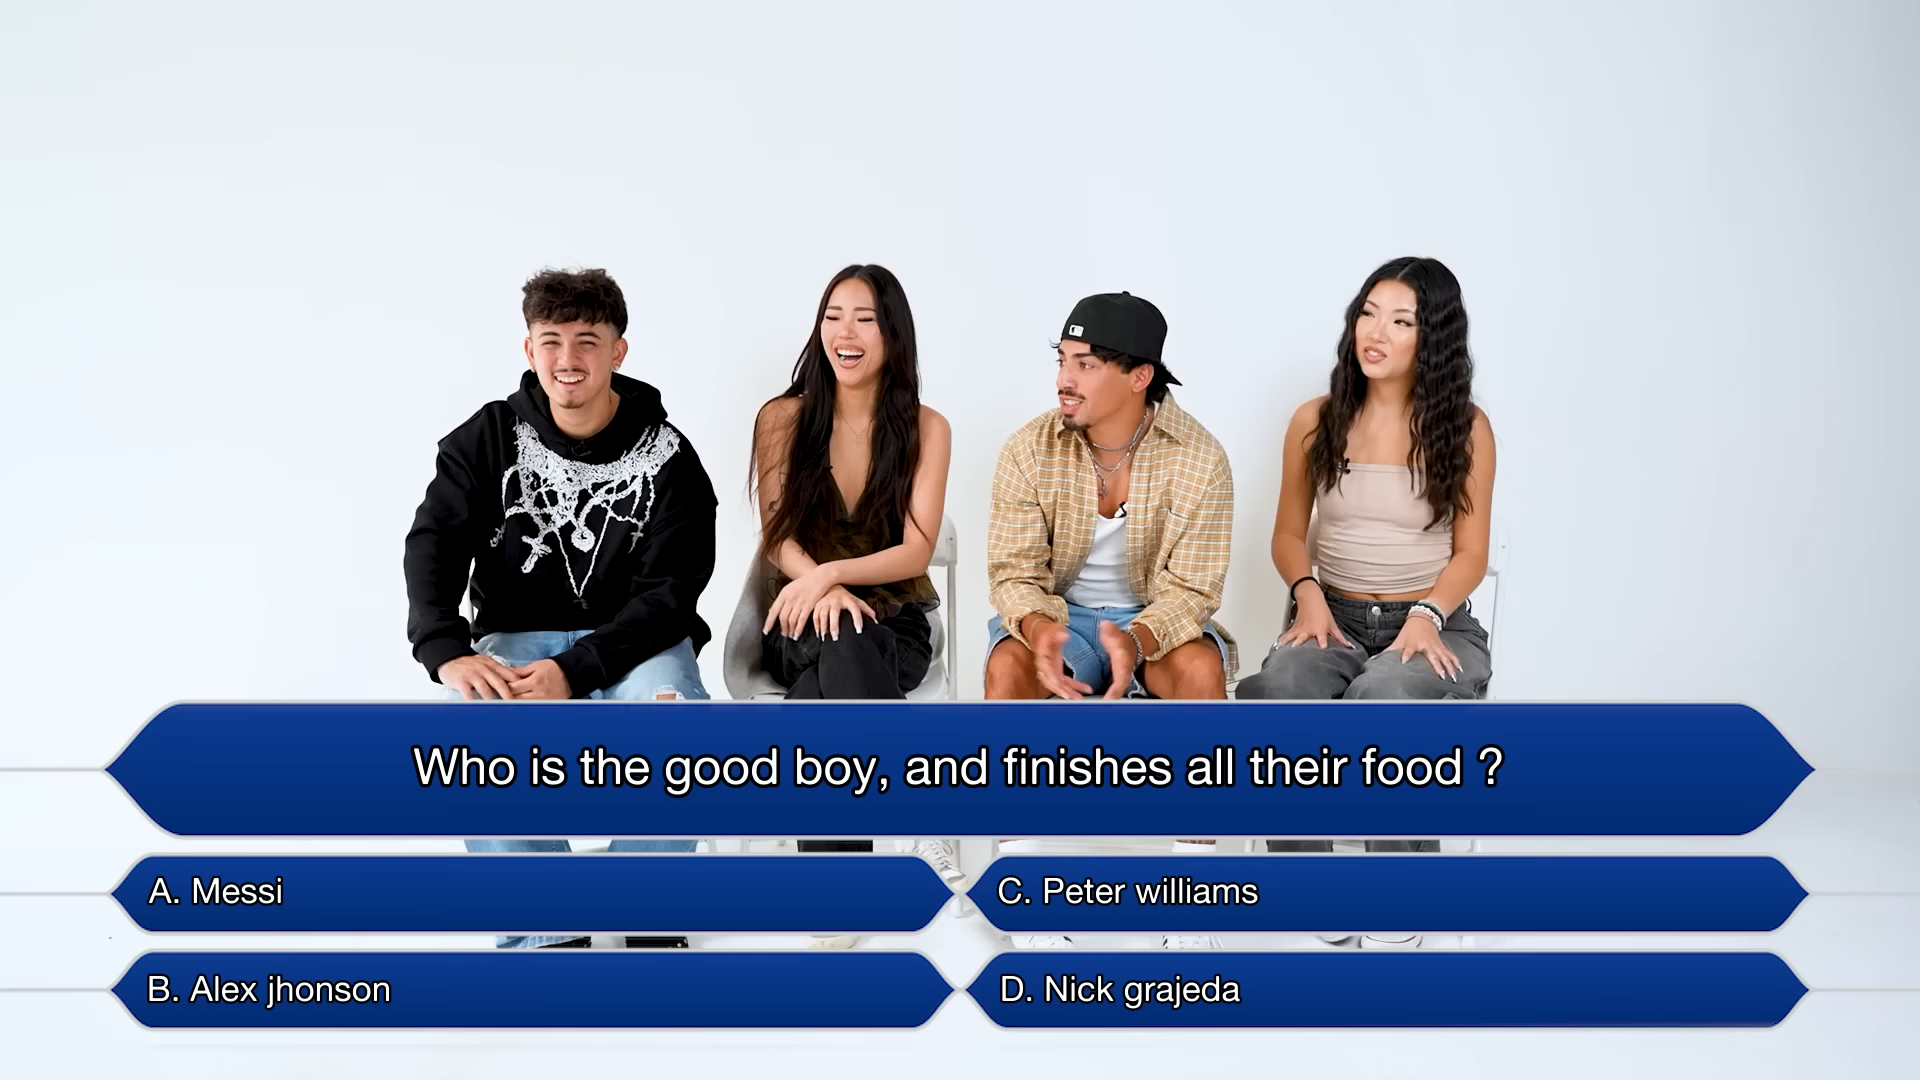 Who is the good boy, and finishes all their food ?
A. Messi
C. Peter williams
B. Alex jhonson
D. Nick grajeda